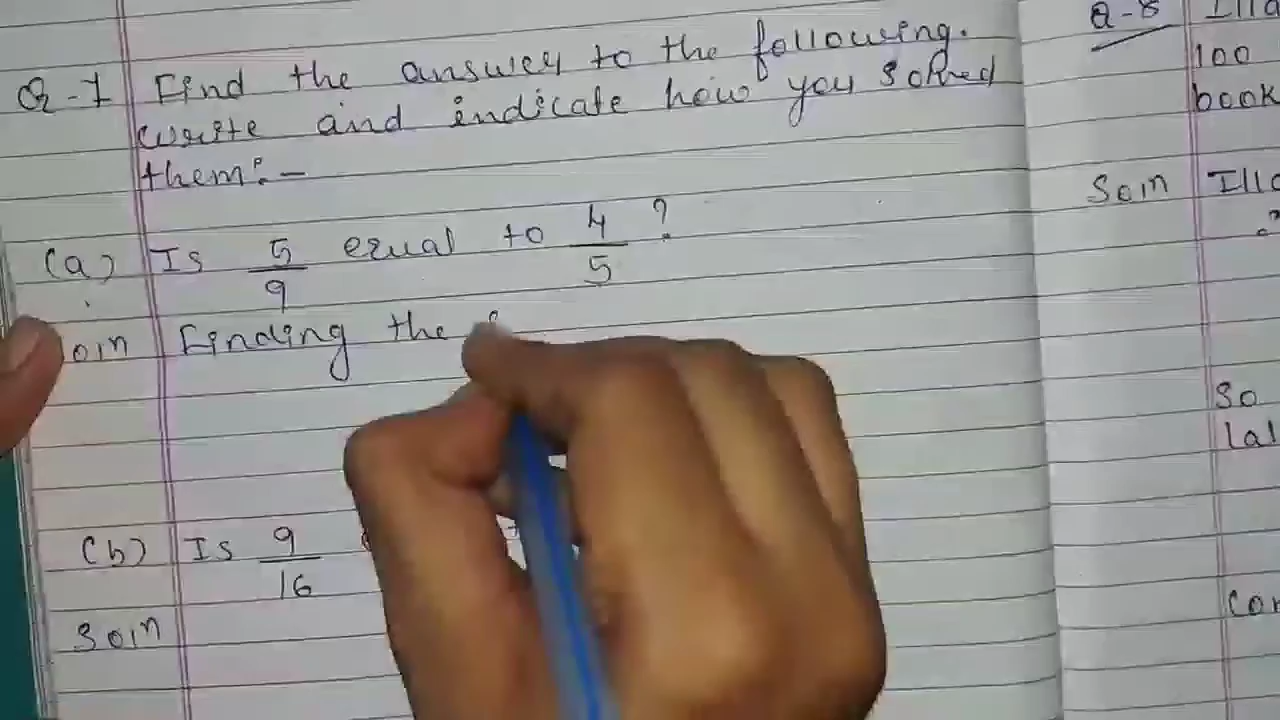 Q-1 Find the answer to the following.
write and indicate how you solved
them:-
(a) Is 5/9 equal to 4/5 ?
Soln Finding the
(b) Is 9/16
Soln
Q-8
100
book
Soln
So